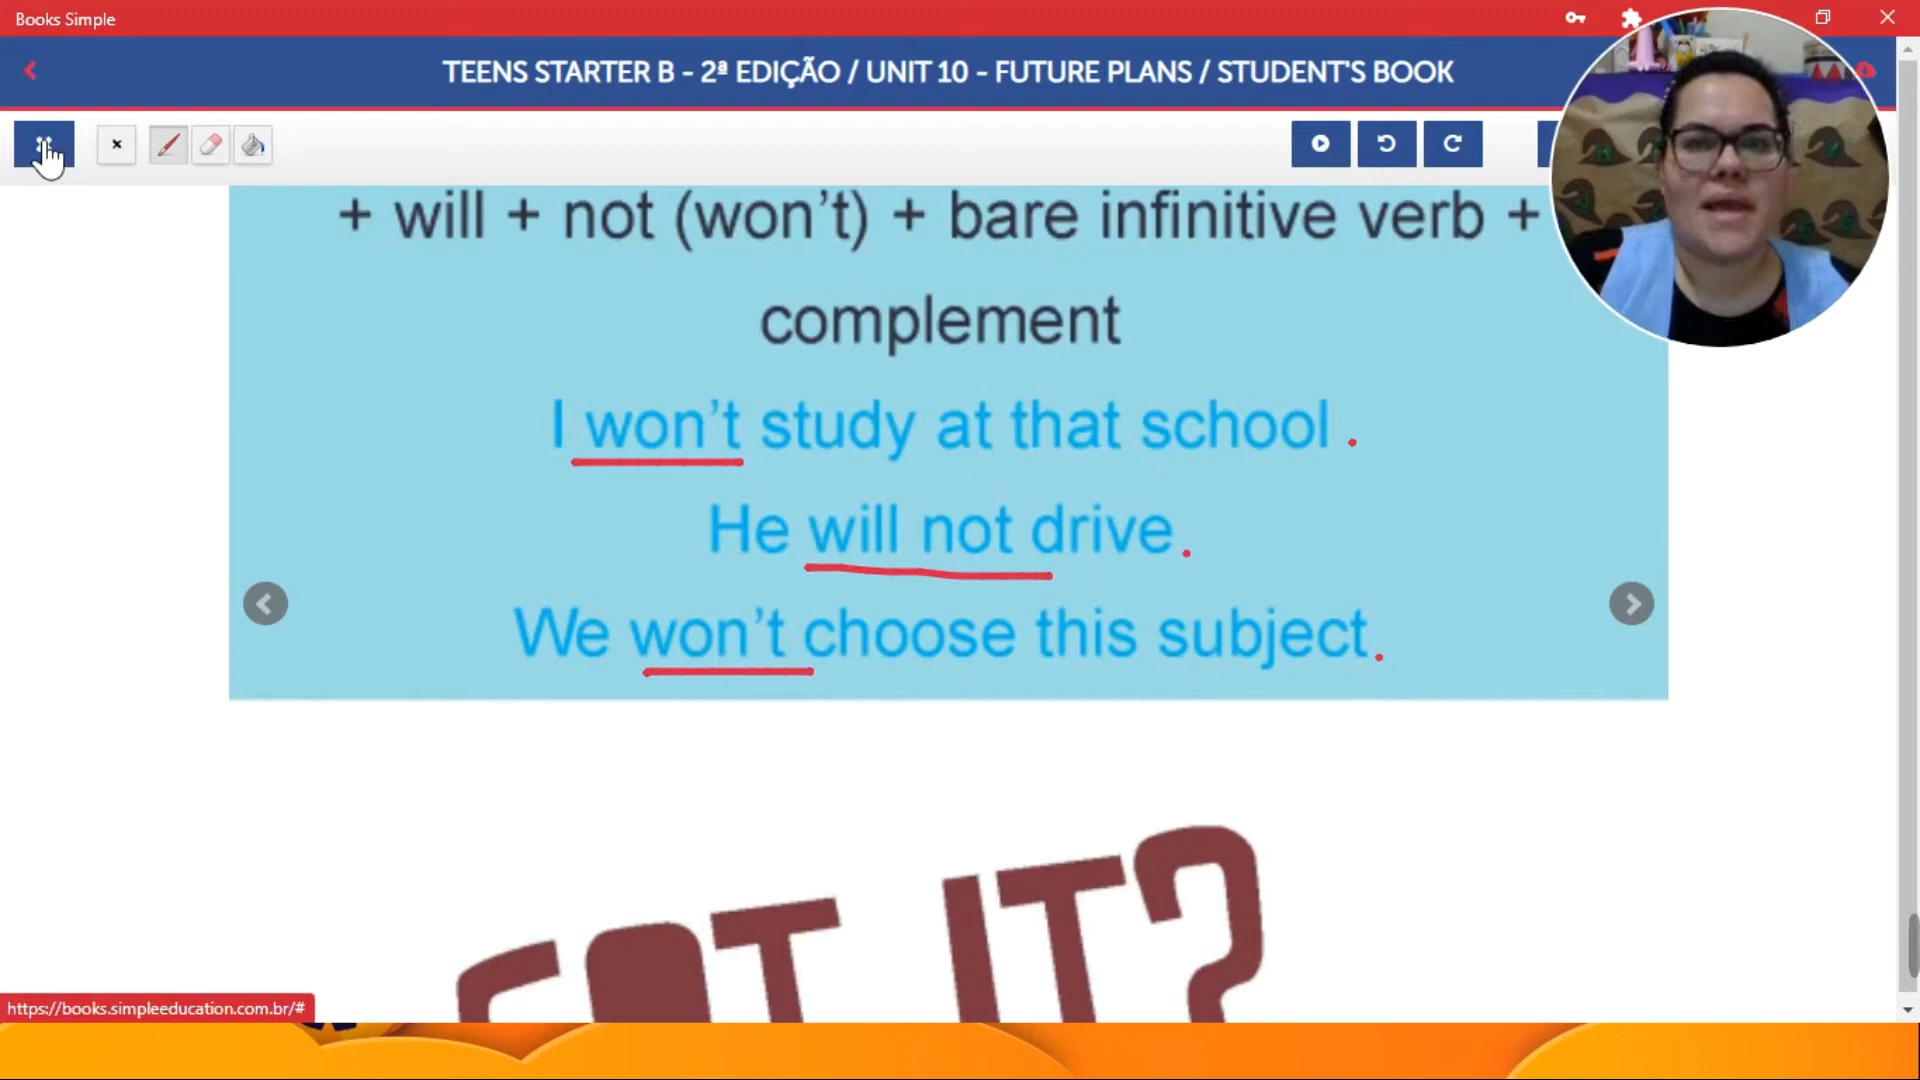 Books Simple
TEENS STARTER B - 2ª EDIÇÃO / UNIT 10 - FUTURE PLANS / STUDENT'S BOOK
+ will + not (won't) + bare infinitive verb +
complement
I won't study at that school .
He will not drive.
We won't choose this subject.
GOT IT?
https://books.simpleeducation.com.br/#